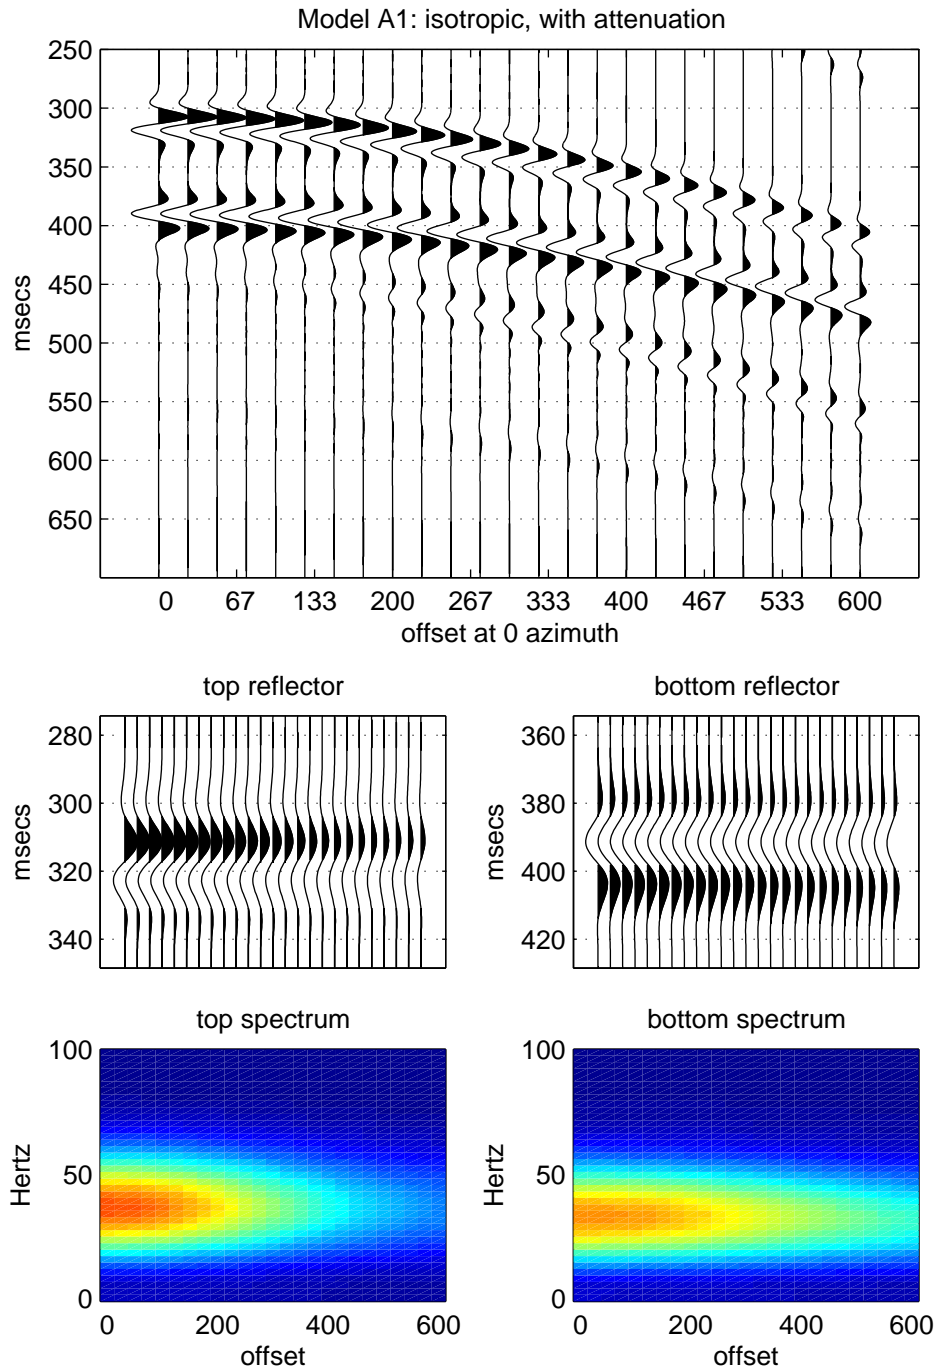 Model A1: isotropic, with attenuation
250
300
350
400
450
500
550
600
650
msecs
0 67 133 200 267 333 400 467 533 600
offset at 0 azimuth
top reflector
280
300
320
340
msecs
bottom reflector
360
380
400
420
msecs
top spectrum
100
50
0
Hertz
0 200 400 600
offset
bottom spectrum
100
50
0
Hertz
0 200 400 600
offset